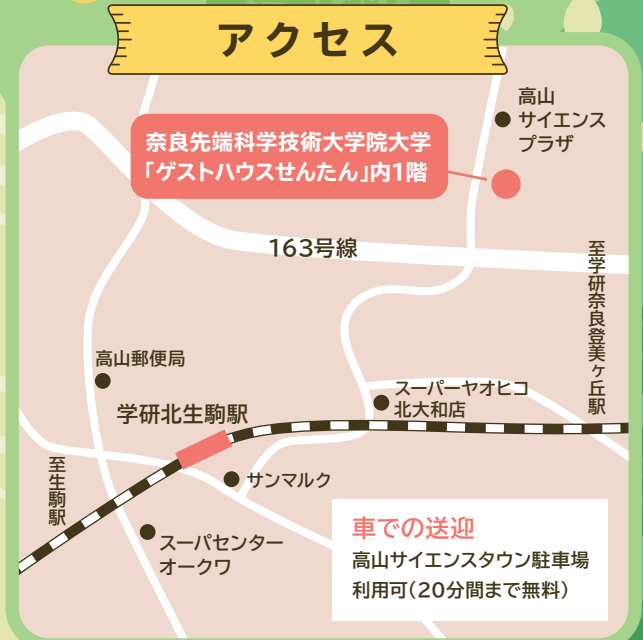 アクセス
高山
サイエンス
プラザ
奈良先端科学技術大学院大学
「ゲストハウスせんたん」内1階
163号線
至学研奈良登美ヶ丘駅
高山郵便局
スーパーヤオヒコ
北大和店
学研北生駒駅
至生駒駅
サンマルク
スーパセンター
オークワ
車での送迎
高山サイエンスタウン駐車場
利用可(20分間まで無料)